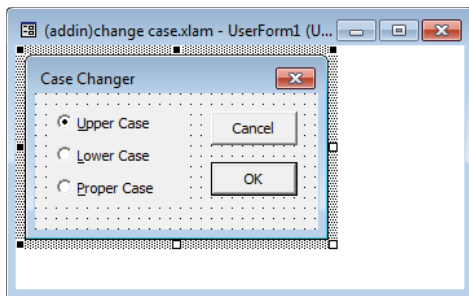 (addin)change case.xlam - UserForm1 (U...
Case Changer
Upper Case
Cancel
Lower Case
OK
Proper Case